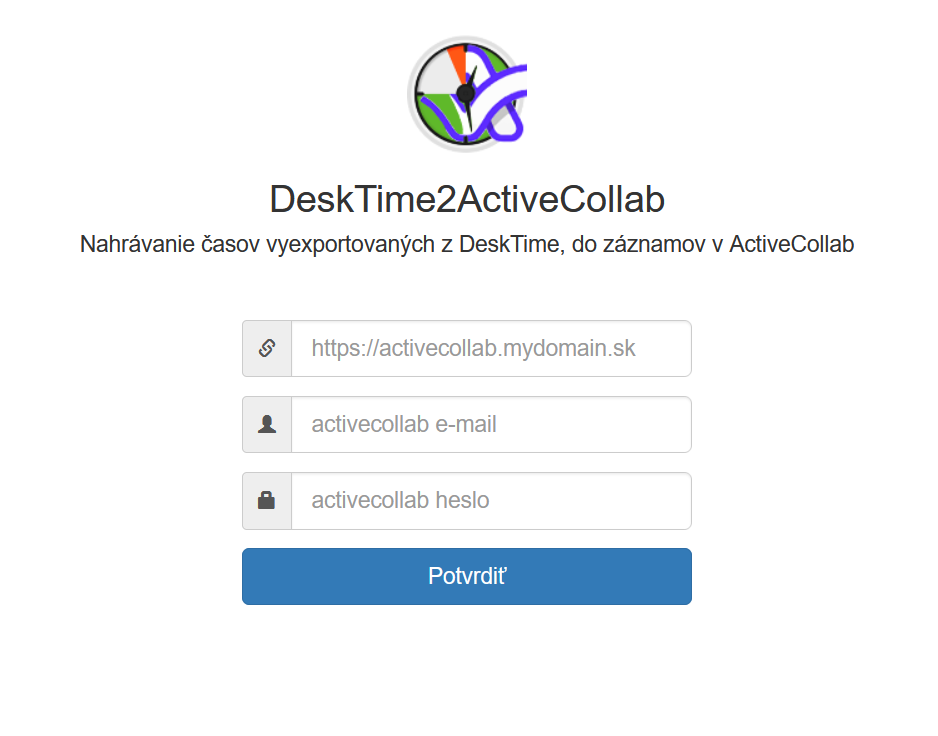 DeskTime2ActiveCollab
Nahrávanie časov vyexportovaných z DeskTime, do záznamov v ActiveCollab
https://activecollab.mydomain.sk
activecollab e-mail
activecollab heslo
Potvrdiť